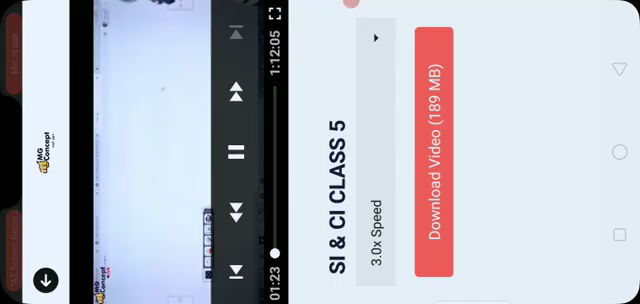 MG
Concept
01:23
1:12:05
SI & CI CLASS 5
3.0x Speed
Download Video (189 MB)